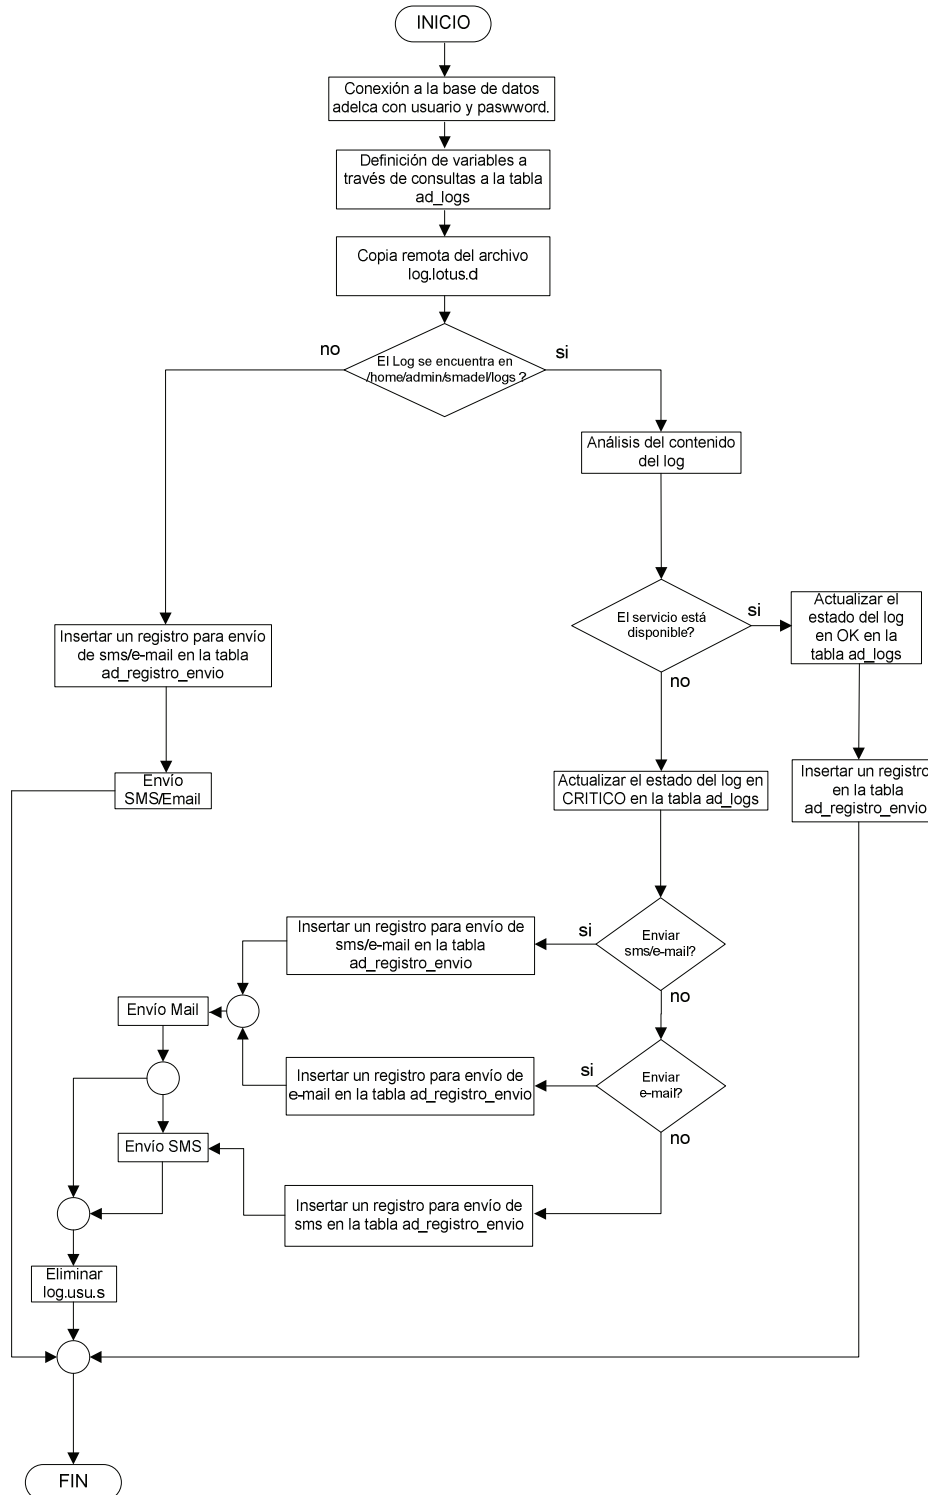 INICIO
Conexión a la base de datos
adelca con usuario y paswword.
Definición de variables a
través de consultas a la tabla
ad_logs
Copia remota del archivo
log.lotus.d
no
El Log se encuentra en
/home/admin/smadel/logs ?
si
Análisis del contenido
del log
El servicio está
disponible?
si
Actualizar el
estado del log
en OK en la
tabla ad_logs
Insertar un registro para envío
de sms/e-mail en la tabla
ad_registro_envio
no
Envío
SMS/Email
Actualizar el estado del log en
CRITICO en la tabla ad_logs
Insertar un registro
en la tabla
ad_registro_envio
Insertar un registro para envío de
sms/e-mail en la tabla
ad_registro_envio
si
Enviar
sms/e-mail?
no
Envío Mail
Insertar un registro para envío de
e-mail en la tabla ad_registro_envio
si
Enviar
e-mail?
no
Envío SMS
Insertar un registro para envío de
sms en la tabla ad_registro_envio
Eliminar
log.usu.s
FIN